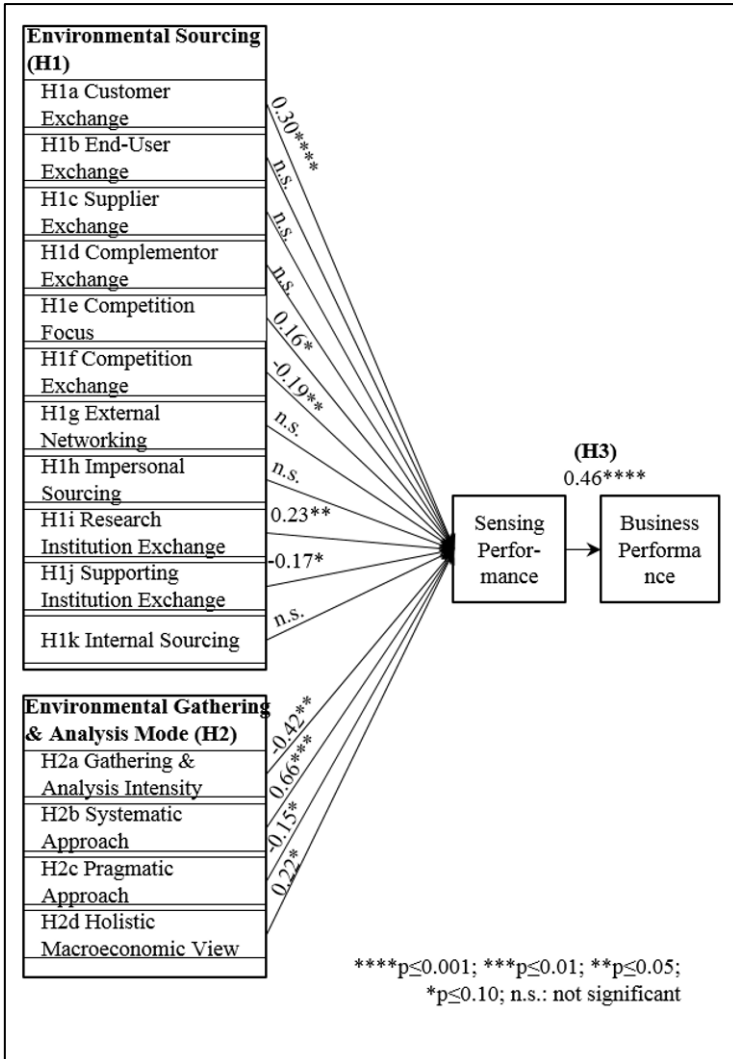 Environmental Sourcing
(H1)
H1a Customer
Exchange
0.30****
H1b End-User
Exchange
n.s.
H1c Supplier
Exchange
n.s.
H1d Complementor
Exchange
n.s.
H1e Competition
Focus
0.16*
H1f Competition
Exchange
-0.19**
H1g External
Networking
n.s.
H1h Impersonal
Sourcing
n.s.
H1i Research
Institution Exchange
0.23**
H1j Supporting
Institution Exchange
-0.17*
H1k Internal Sourcing
n.s.
Sensing
Perfor-
mance
(H3)
0.46****
Business
Performa
nce
Environmental Gathering
& Analysis Mode (H2)
H2a Gathering &
Analysis Intensity
-0.42**
H2b Systematic
Approach
0.66***
H2c Pragmatic
Approach
-0.15*
H2d Holistic
Macroeconomic View
0.22*
****p≤0.001; ***p≤0.01; **p≤0.05;
*p≤0.10; n.s.: not significant